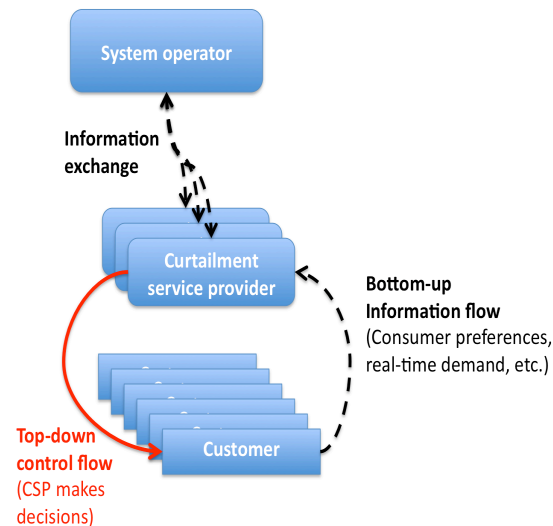 System operator
Information
exchange
Curtailment
service provider
Bottom-up
Information flow
(Consumer preferences,
real-time demand, etc.)
Customer
Top-down
control flow
(CSP makes
decisions)